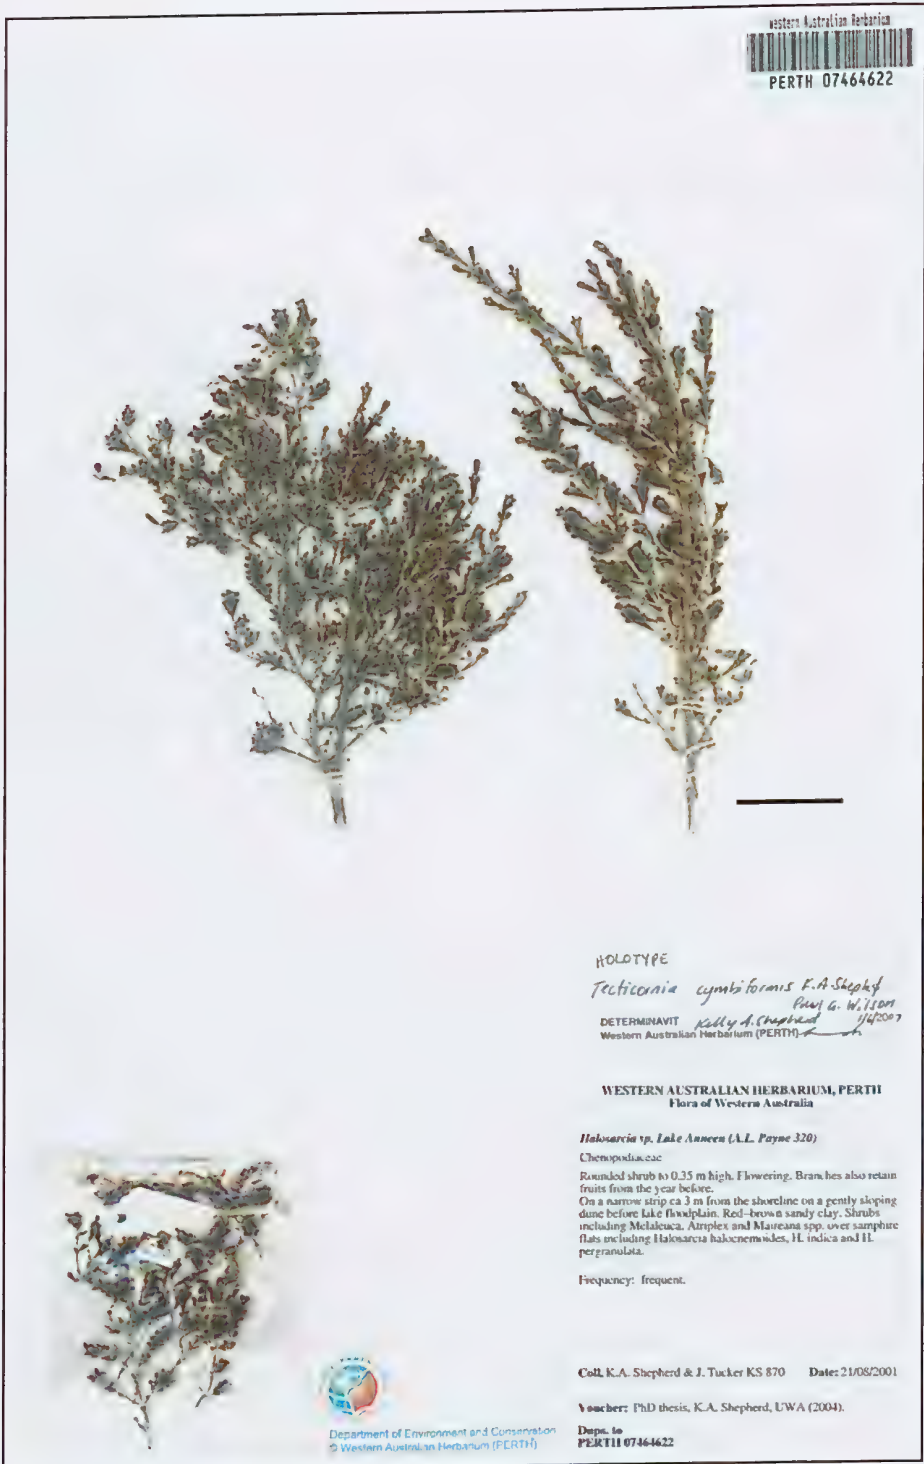 Western Australian Herbarium
PERTH 07464622
HOLOTYPE
Tecticornia cymbiformis K.A. Sheph. &
Paul G. Wilson
DETERMINAVIT Kelly A. Shepherd 1/6/2007
Western Australian Herbarium (PERTH)
WESTERN AUSTRALIAN HERBARIUM, PERTH
Flora of Western Australia
Halosarcia sp. Lake Anneen (A.L. Payne 320)
Chenopodiaceae
Rounded shrub to 0.35 m high. Flowering. Branches also retain
fruits from the year before.
On a narrow strip ca 3 m from the shoreline on a gently sloping
dune before lake floodplain. Red-brown sandy clay. Shrubs
including Melaleuca, Atriplex and Maireana spp. over samphire
flats including Halosarcia halocnemoides, H. indica and H.
pergranulata.
Frequency: frequent.
Coll. K.A. Shepherd & J. Tucker KS 870 Date: 21/08/2001
Voucher: PhD thesis, K.A. Shepherd, UWA (2004).
Dups. to
PERTH 07464622
PERTH
Department of Environment and Conservation
© Western Australian Herbarium (PERTH)